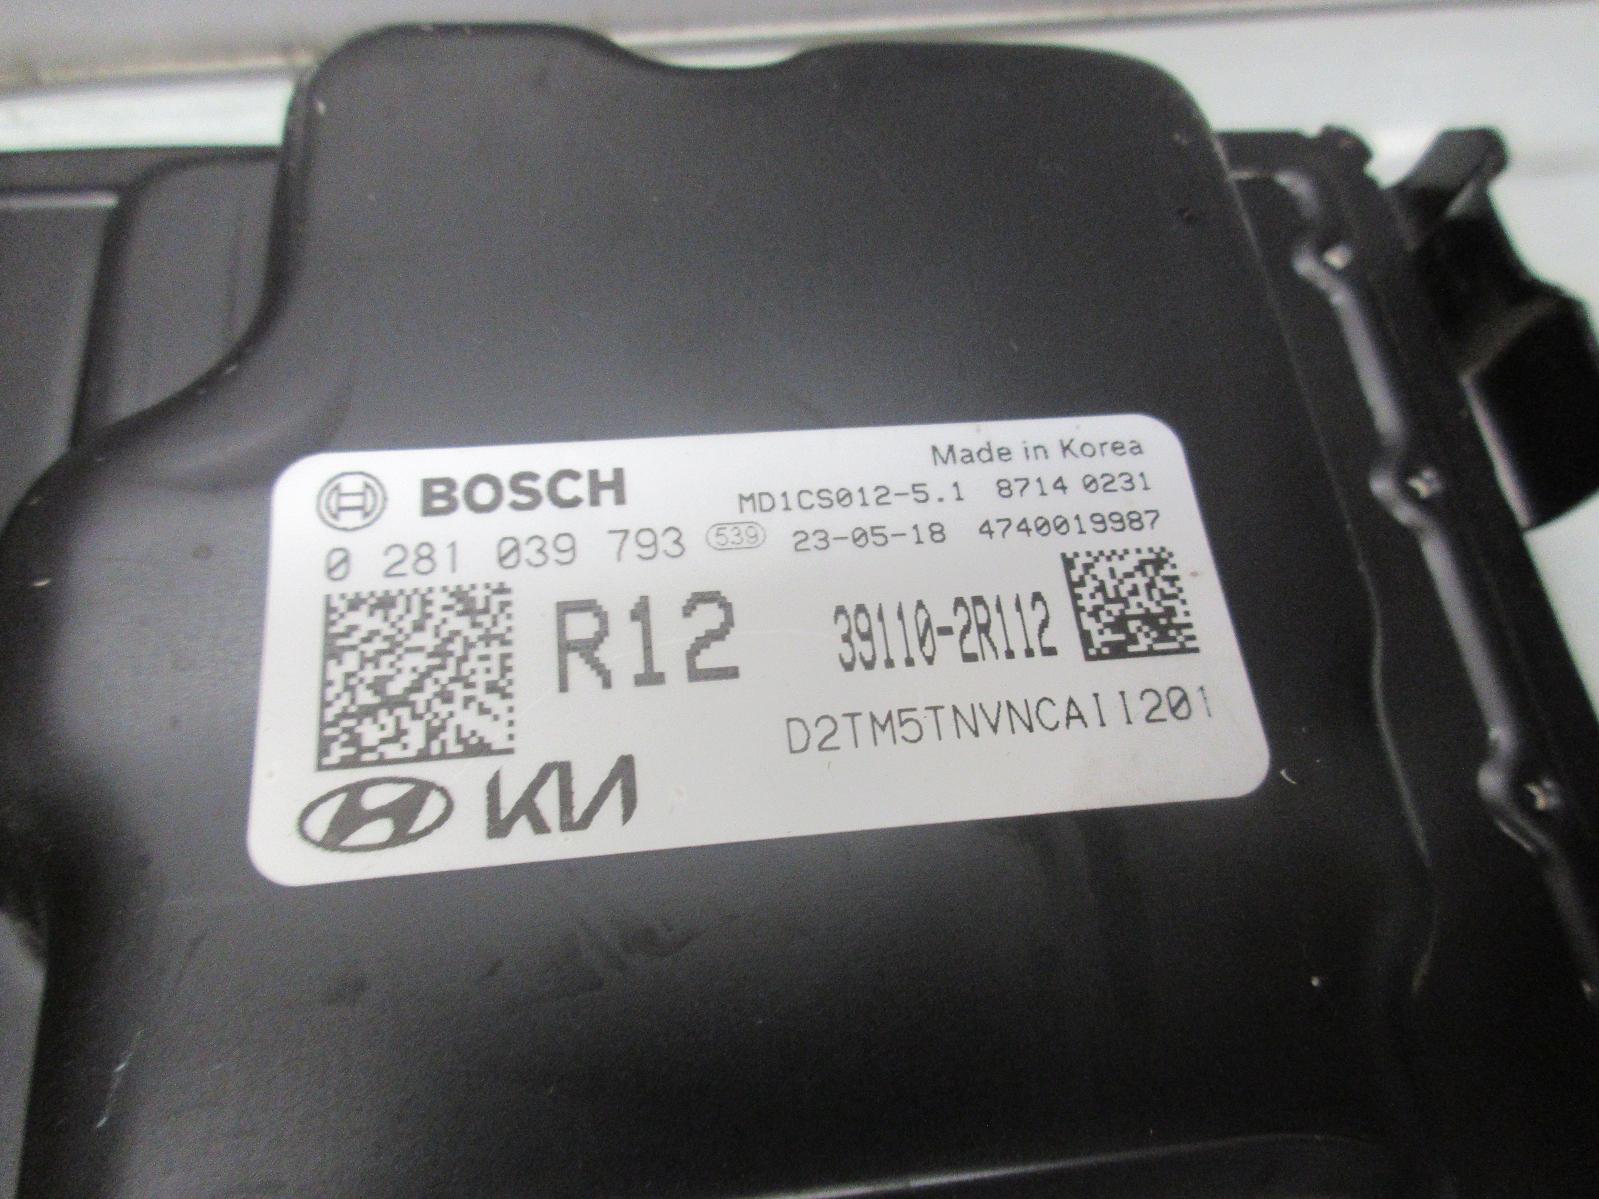 Made in Korea
BOSCH MD1CS012-5.1 8714 0231
0 281 039 793 539 23-05-18 4740019987
R12 39110-2R112
D2TM5TNVNCAII201
KIA